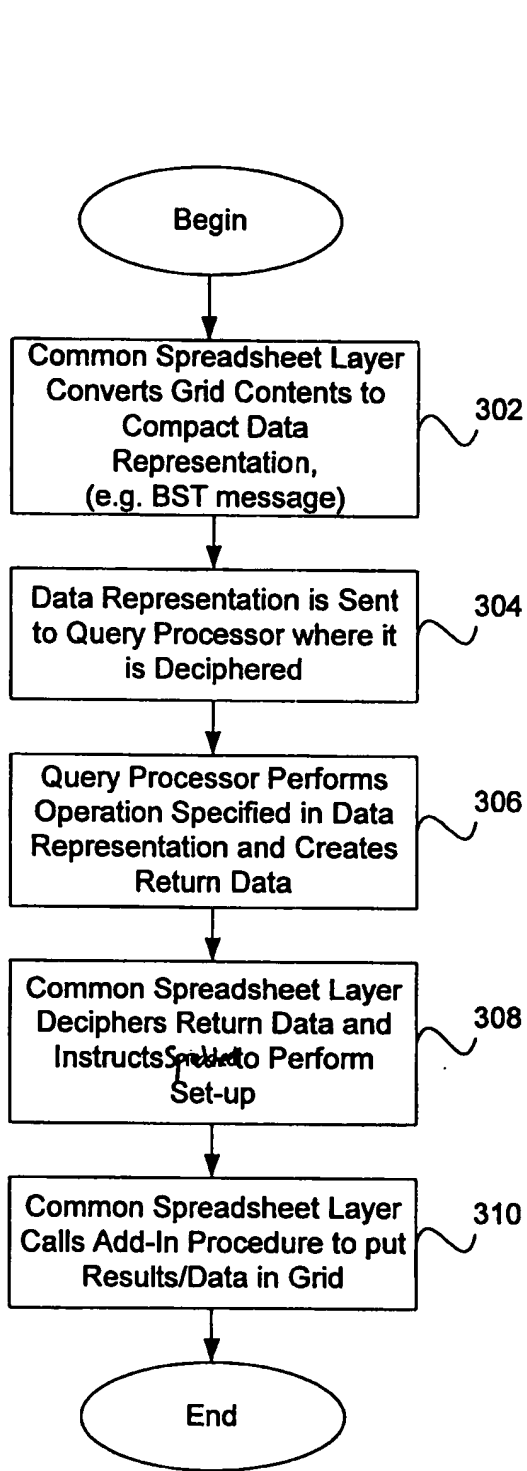 Begin
Common Spreadsheet Layer
Converts Grid Contents to
Compact Data
Representation,
(e.g. BST message)
302
Data Representation is Sent
to Query Processor where it
is Deciphered
304
Query Processor Performs
Operation Specified in Data
Representation and Creates
Return Data
306
Common Spreadsheet Layer
Deciphers Return Data and
Instructs to Perform
Set-up
308
Common Spreadsheet Layer
Calls Add-In Procedure to put
Results/Data in Grid
310
End